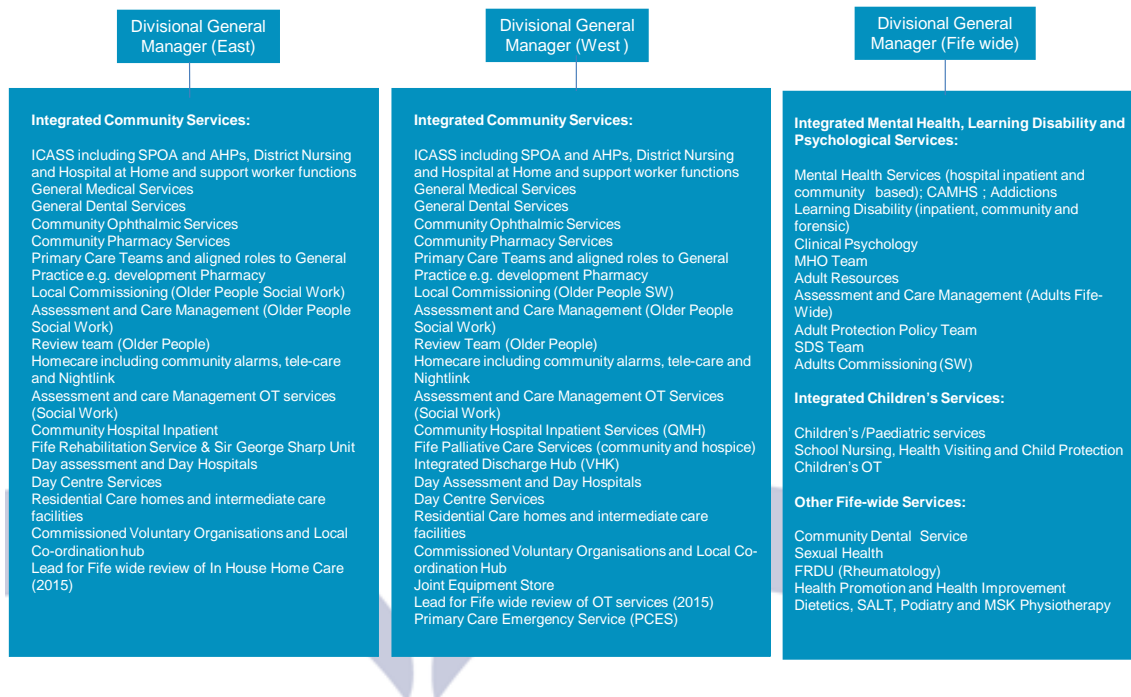 Divisional General
Manager (East)
Integrated Community Services:
ICASS including SPOA and AHPs, District Nursing
and Hospital at Home and support worker functions
General Medical Services
General Dental Services
Community Ophthalmic Services
Community Pharmacy Services
Primary Care Teams and aligned roles to General
Practice e.g. development Pharmacy
Local Commissioning (Older People Social Work)
Assessment and Care Management (Older People
Social Work)
Review team (Older People)
Homecare including community alarms, tele-care
and Nightlink
Assessment and care Management OT services
(Social Work)
Community Hospital Inpatient
Fife Rehabilitation Service & Sir George Sharp Unit
Day assessment and Day Hospitals
Day Centre Services
Residential Care homes and intermediate care
facilities
Commissioned Voluntary Organisations and Local
Co-ordination hub
Lead for Fife wide review of In House Home Care
(2015)
Divisional General
Manager (West )
Integrated Community Services:
ICASS including SPOA and AHPs, District Nursing
and Hospital at Home and support worker functions
General Medical Services
General Dental Services
Community Ophthalmic Services
Community Pharmacy Services
Primary Care Teams and aligned roles to General
Practice e.g. development Pharmacy
Local Commissioning (Older People SW)
Assessment and Care Management (Older People
Social Work)
Review Team (Older People)
Homecare including community alarms, tele-care and
Nightlink
Assessment and Care Management OT Services
(Social Work)
Community Hospital Inpatient Services (QMH)
Fife Palliative Care Services (community and hospice)
Integrated Discharge Hub (VHK)
Day Assessment and Day Hospitals
Day Centre Services
Residential Care homes and intermediate care
facilities
Commissioned Voluntary Organisations and Local Co-
ordination Hub
Joint Equipment Store
Lead for Fife wide review of OT services (2015)
Primary Care Emergency Service (PCES)
Divisional General
Manager (Fife wide)
Integrated Mental Health, Learning Disability and
Psychological Services:
Mental Health Services (hospital inpatient and
community based); CAMHS ; Addictions
Learning Disability (inpatient, community and
forensic)
Clinical Psychology
MHO Team
Adult Resources
Assessment and Care Management (Adults Fife-
Wide)
Adult Protection Policy Team
SDS Team
Adults Commissioning (SW)
Integrated Children's Services:
Children's /Paediatric services
School Nursing, Health Visiting and Child Protection
Children's OT
Other Fife-wide Services:
Community Dental Service
Sexual Health
FRDU (Rheumatology)
Health Promotion and Health Improvement
Dietetics, SALT, Podiatry and MSK Physiotherapy